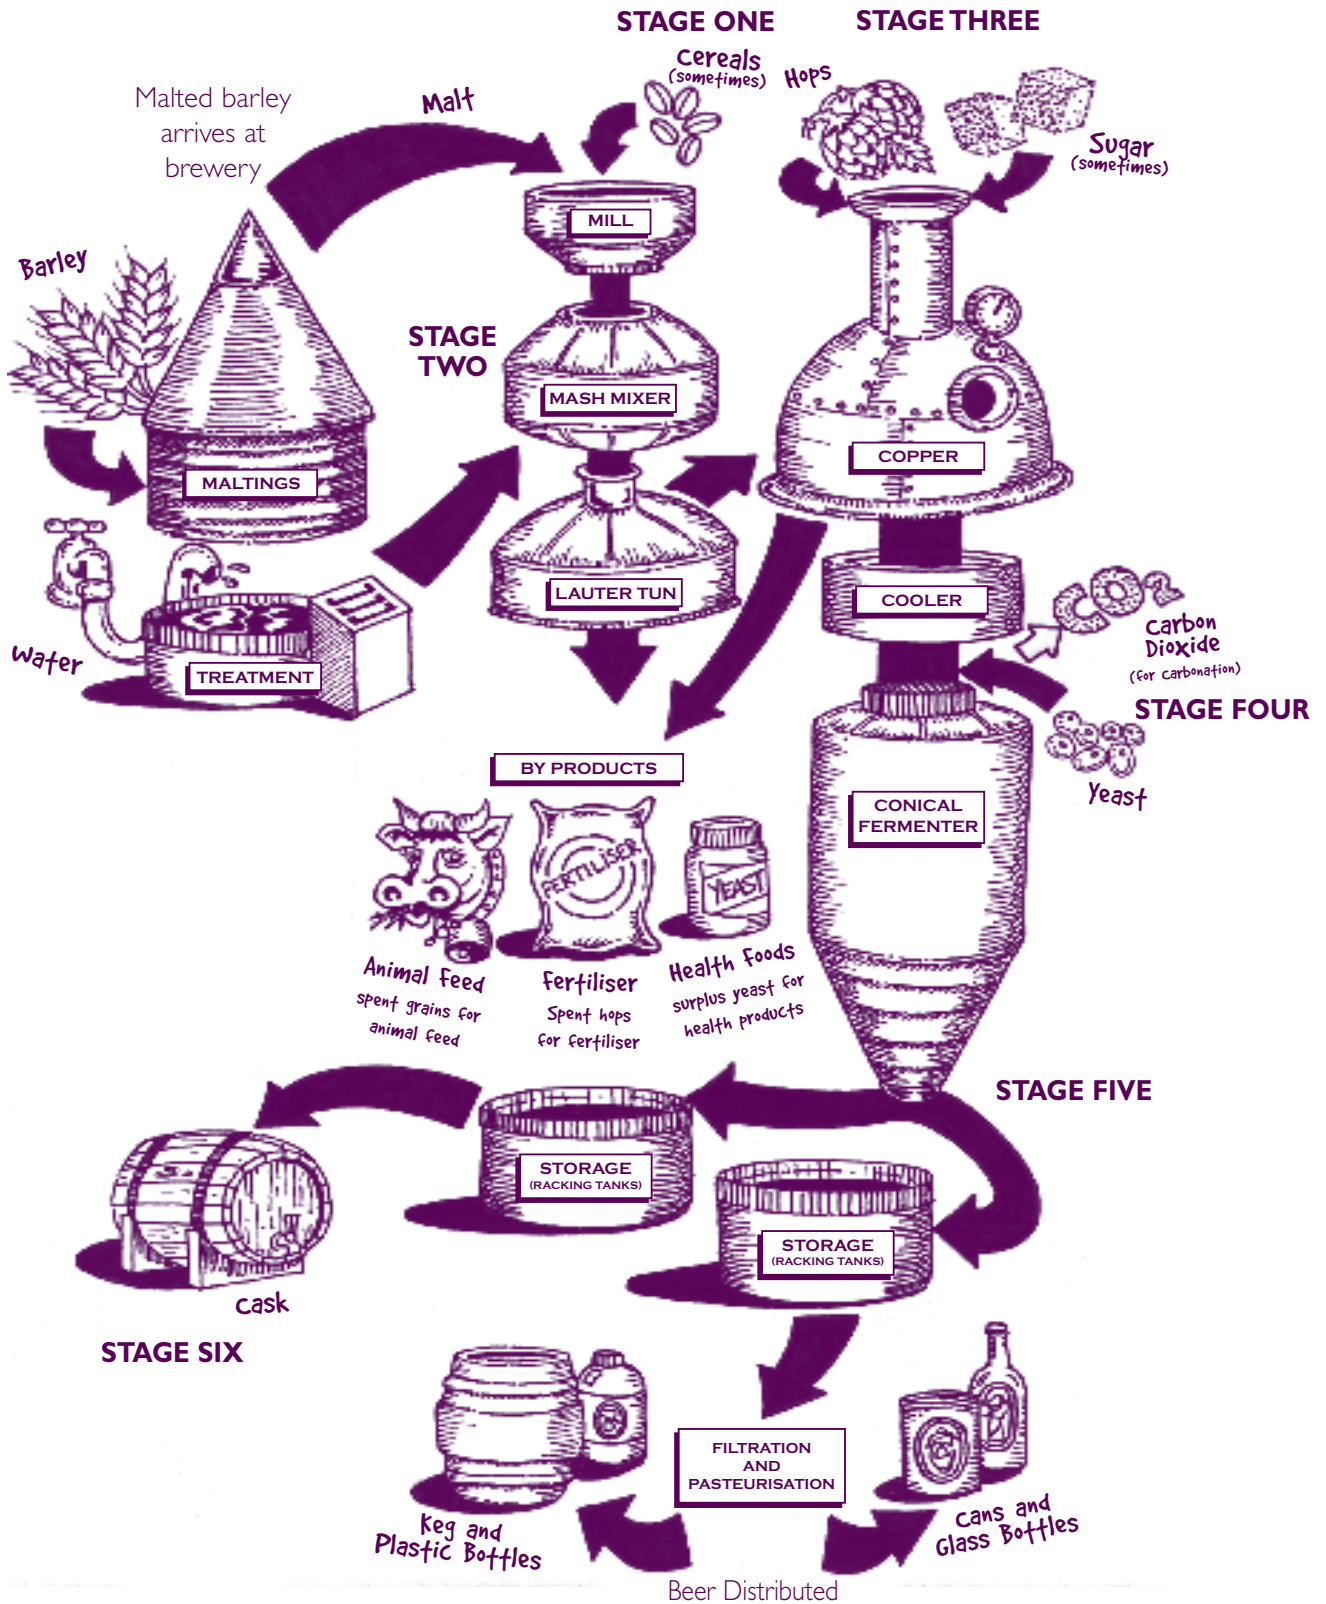 STAGE ONE
STAGE THREE
Cereals
(sometimes)
Hops
Malted barley
arrives at
brewery
Malt
Sugar
(sometimes)
MILL
Barley
STAGE
TWO
MASH MIXER
COPPER
MALTINGS
LAUTER TUN
COOLER
CO2
Carbon
Dioxide
(for carbonation)
Water
TREATMENT
STAGE FOUR
BY PRODUCTS
Yeast
CONICAL
FERMENTER
FERTILISER
YEAST
Animal Feed
spent grains for
animal feed
Fertiliser
Spent hops
for fertiliser
Health Foods
surplus yeast for
health products
STAGE FIVE
STORAGE
(RACKING TANKS)
STORAGE
(RACKING TANKS)
Cask
STAGE SIX
FILTRATION
AND
PASTEURISATION
Keg and
Plastic Bottles
Cans and
Glass Bottles
Beer Distributed